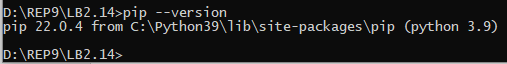 D:\REP9\LB2.14>pip --version
pip 22.0.4 from C:\Python39\lib\site-packages\pip (python 3.9)
D:\REP9\LB2.14>